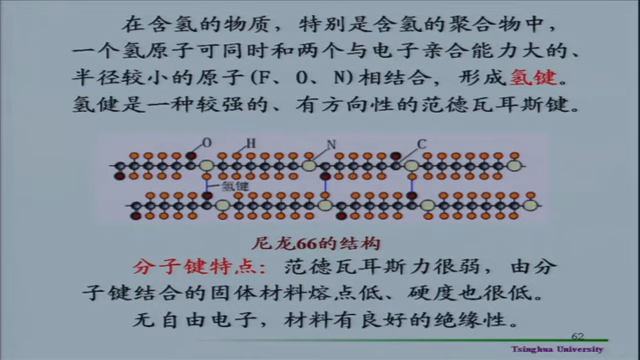 在含氢的物质，特别是含氢的聚合物中，
一个氢原子可同时和两个与电子亲合能力大的、
半径较小的原子(F、O、N)相结合，形成氢键。
氢健是一种较强的、有方向性的范德瓦耳斯键。
O H N C
氢键
尼龙66的结构
分子键特点：范德瓦耳斯力很弱，由分
子键结合的固体材料熔点低、硬度也很低。
无自由电子，材料有良好的绝缘性。
62
Tsinghua University